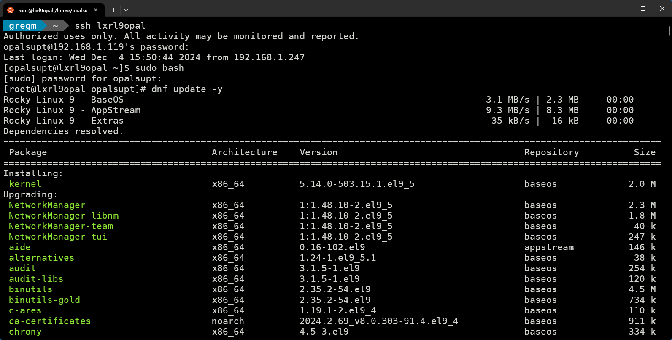 root@lxrl9opal:/home/opalsu
gregm ~ ssh lxrl9opal
Authorized uses only. All activity may be monitored and reported.
opalsupt@192.168.1.119's password:
Last login: Wed Dec  4 15:50:44 2024 from 192.168.1.247
[opalsupt@lxrl9opal ~]$ sudo bash
[sudo] password for opalsupt:
[root@lxrl9opal opalsupt]# dnf update -y
Rocky Linux 9 - BaseOS 3.1 MB/s | 2.3 MB 00:00
Rocky Linux 9 - AppStream 9.3 MB/s | 8.3 MB 00:00
Rocky Linux 9 - Extras 35 kB/s | 16 kB 00:00
Dependencies resolved.
Package Architecture Version Repository Size
Installing:
kernel x86_64 5.14.0-503.15.1.el9_5 baseos 2.0 M
Upgrading:
NetworkManager x86_64 1:1.48.10-2.el9_5 baseos 2.3 M
NetworkManager-libnm x86_64 1:1.48.10-2.el9_5 baseos 1.8 M
NetworkManager-team x86_64 1:1.48.10-2.el9_5 baseos 40 k
NetworkManager-tui x86_64 1:1.48.10-2.el9_5 baseos 247 k
aide x86_64 0.16-102.el9 appstream 146 k
alternatives x86_64 1.24-1.el9_5.1 baseos 38 k
audit x86_64 3.1.5-1.el9 baseos 254 k
audit-libs x86_64 3.1.5-1.el9 baseos 120 k
binutils x86_64 2.35.2-54.el9 baseos 4.5 M
binutils-gold x86_64 2.35.2-54.el9 baseos 734 k
c-ares x86_64 1.19.1-2.el9_4 baseos 110 k
ca-certificates noarch 2024.2.69_v8.0.303-91.4.el9_4 baseos 911 k
chrony x86_64 4.5-3.el9 baseos 334 k